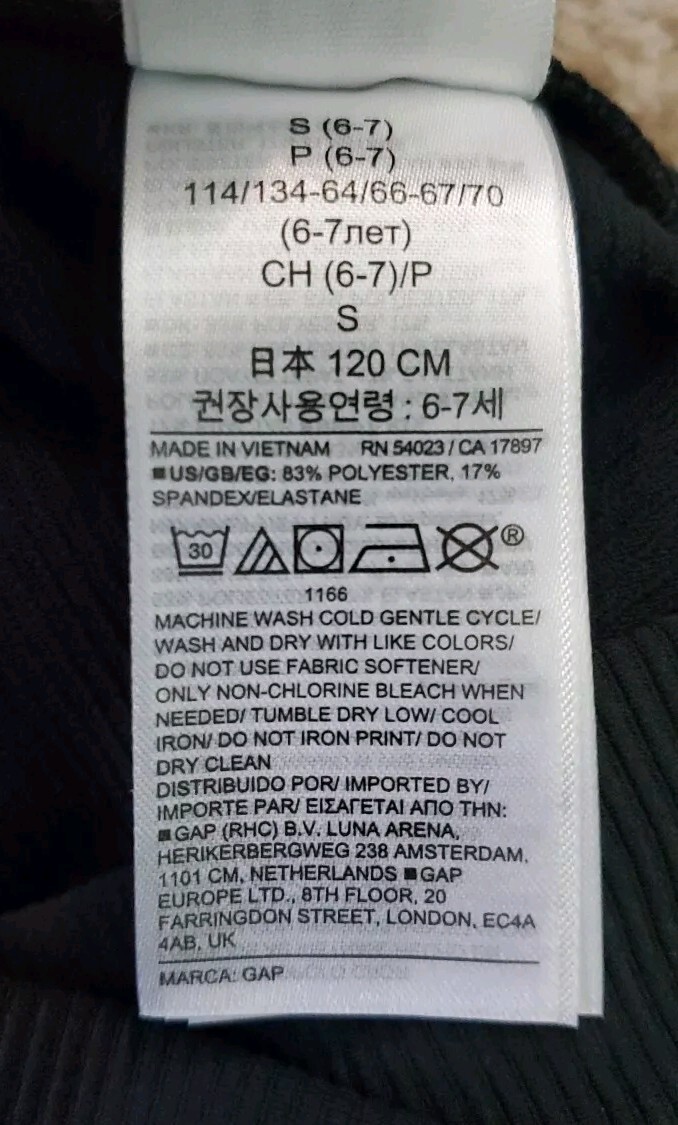 S (6-7)
P (6-7)
114/134-64/66-67/70
(6-7лет)
CH (6-7)/P
S
日本 120 CM
권장사용연령 : 6-7세
MADE IN VIETNAM RN 54023 / CA 17897
■US/GB/EG: 83% POLYESTER, 17%
SPANDEX/ELASTANE
30 ®
1166
MACHINE WASH COLD GENTLE CYCLE/
WASH AND DRY WITH LIKE COLORS/
DO NOT USE FABRIC SOFTENER/
ONLY NON-CHLORINE BLEACH WHEN
NEEDED/ TUMBLE DRY LOW/ COOL
IRON/ DO NOT IRON PRINT/ DO NOT
DRY CLEAN
DISTRIBUIDO POR/ IMPORTED BY/
IMPORTE PAR/ ΕΙΣΑΓΕΤΑΙ ΑΠΟ ΤΗΝ:
■GAP (RHC) B.V. LUNA ARENA,
HERIKERBERGWEG 238 AMSTERDAM,
1101 CM, NETHERLANDS ■GAP
EUROPE LTD., 8TH FLOOR, 20
FARRINGDON STREET, LONDON, EC4A
4AB, UK
MARCA: GAP